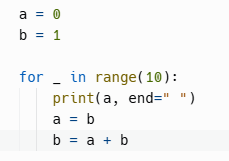 a = 0
b = 1

for _ in range(10):
    print(a, end=" ")
    a = b
    b = a + b